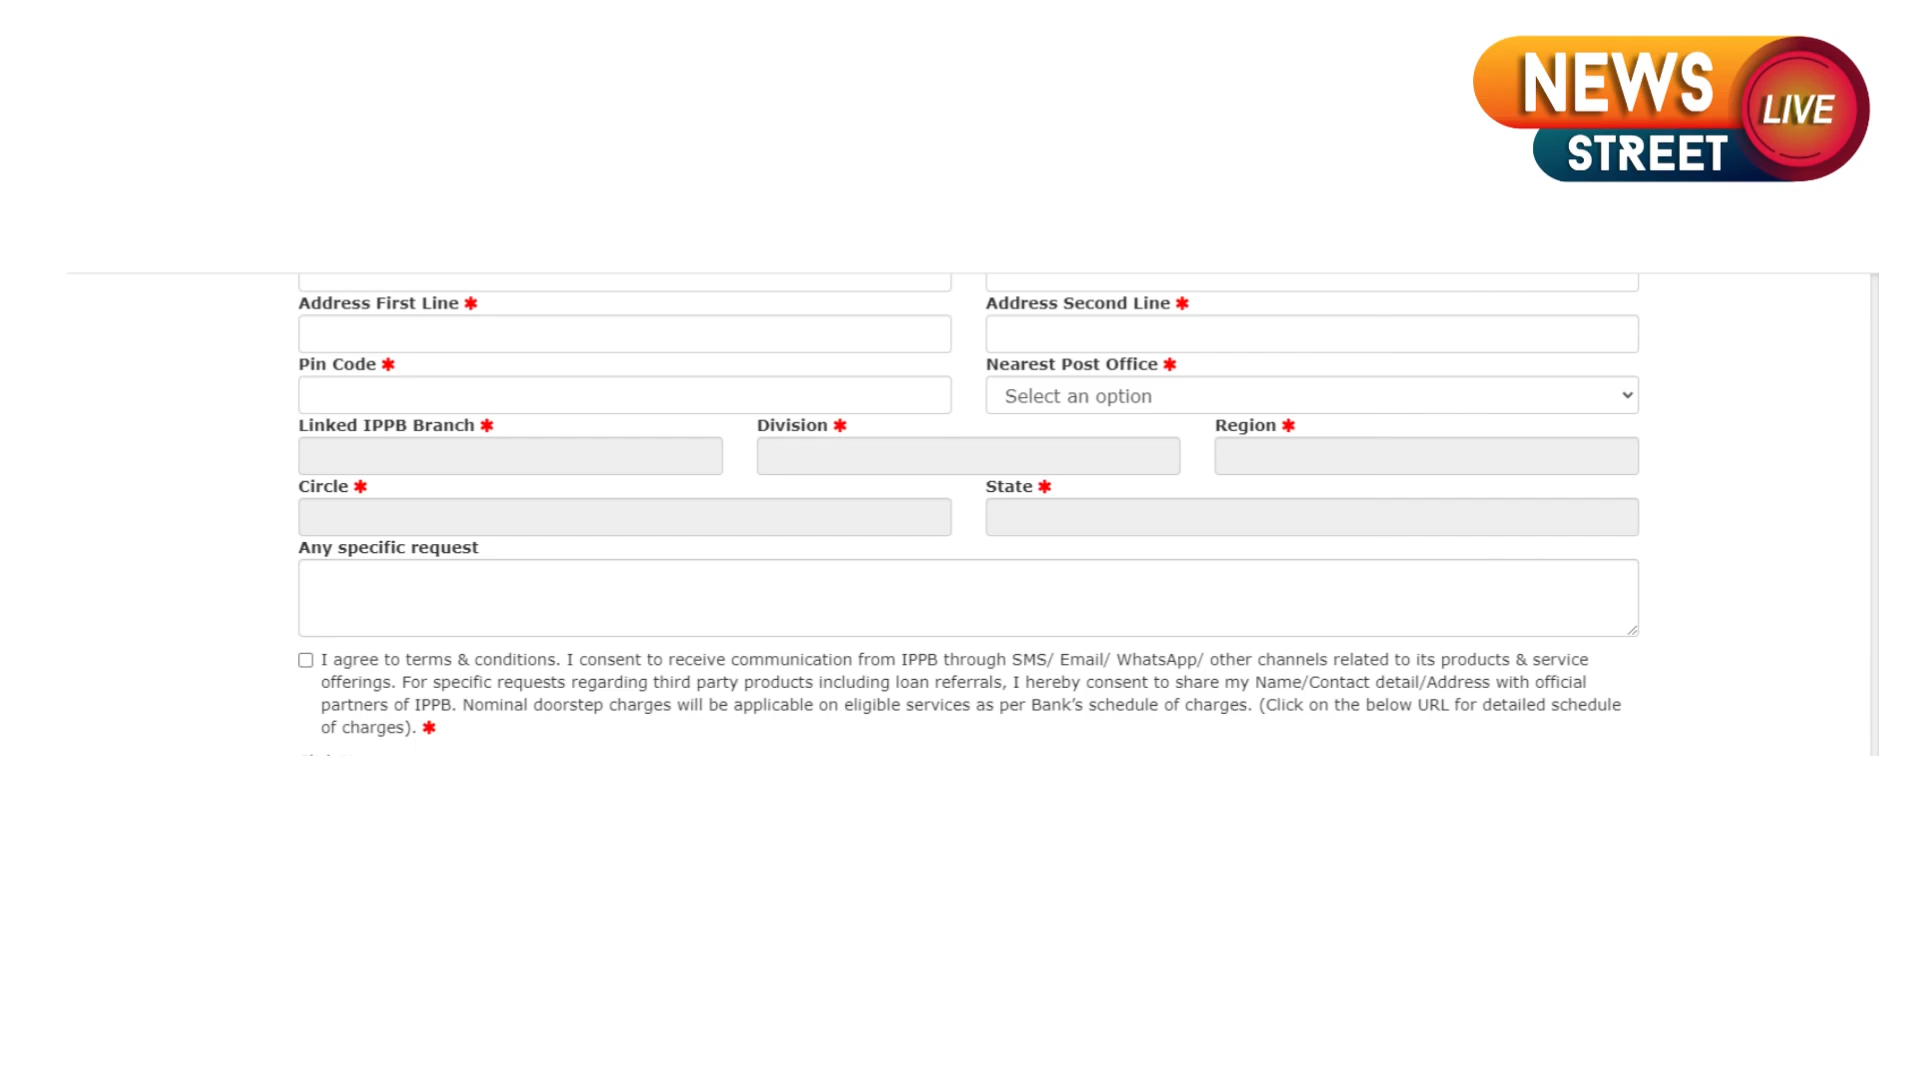 NEWS
LIVE
STREET
Address First Line *
Address Second Line *
Pin Code *
Nearest Post Office *
Select an option
Linked IPPB Branch *
Division *
Region *
Circle *
State *
Any specific request
I agree to terms & conditions. I consent to receive communication from IPPB through SMS/ Email/ WhatsApp/ other channels related to its products & service
offerings. For specific requests regarding third party products including loan referrals, I hereby consent to share my Name/Contact detail/Address with official
partners of IPPB. Nominal doorstep charges will be applicable on eligible services as per Bank’s schedule of charges. (Click on the below URL for detailed schedule
of charges). *